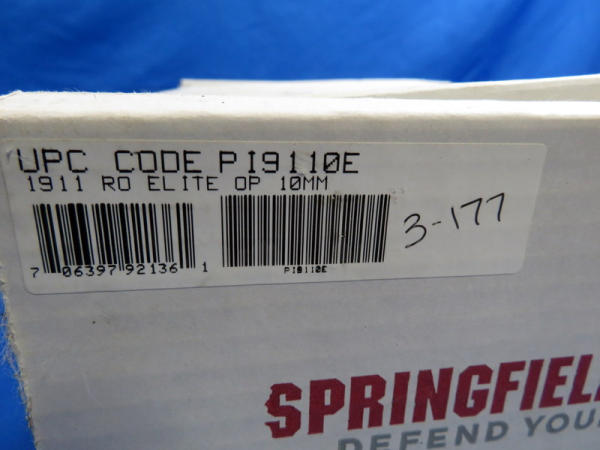 UPC CODE PI9110E
1911 RO ELITE OP 10MM
7 06397 92136 1
PI9110E
3-177
SPRINGFIEL
DEFEND YOU